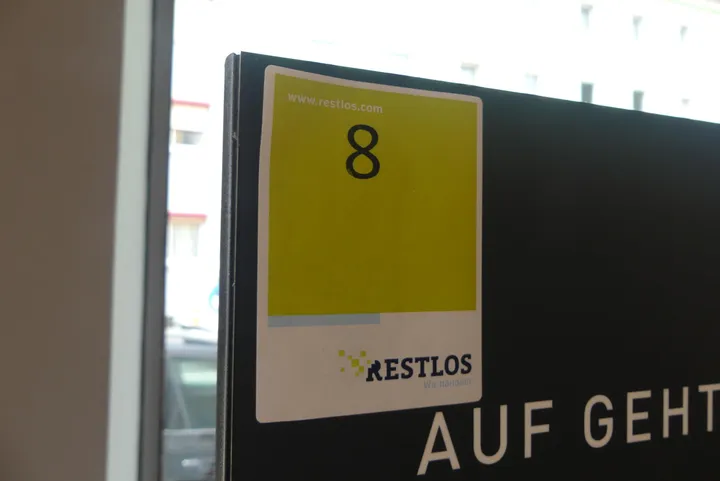 www.restlos.com
8
RESTLOS
Wir handeln
AUF GEHT